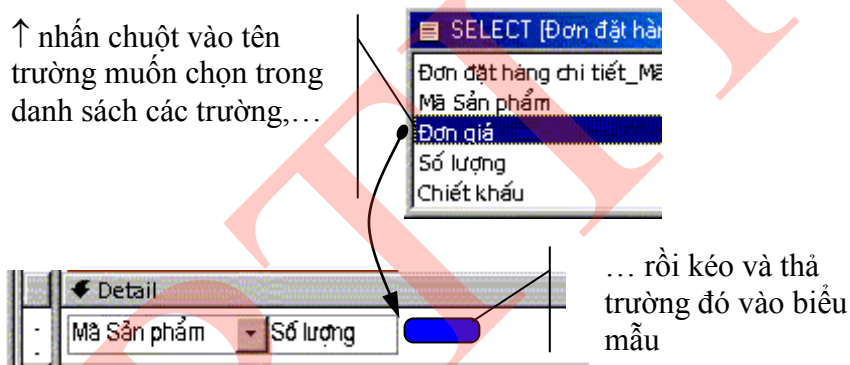 ↑ nhấn chuột vào tên
trường muốn chọn trong
danh sách các trường,…
SELECT [Đơn đặt hàn
Đơn đặt hàng chi tiết_Mã
Mã Sản phẩm
Đơn giá
Số lượng
Chiết khấu
… rồi kéo và thả
trường đó vào biểu
mẫu
Detail
Mã Sản phẩm Số lượng